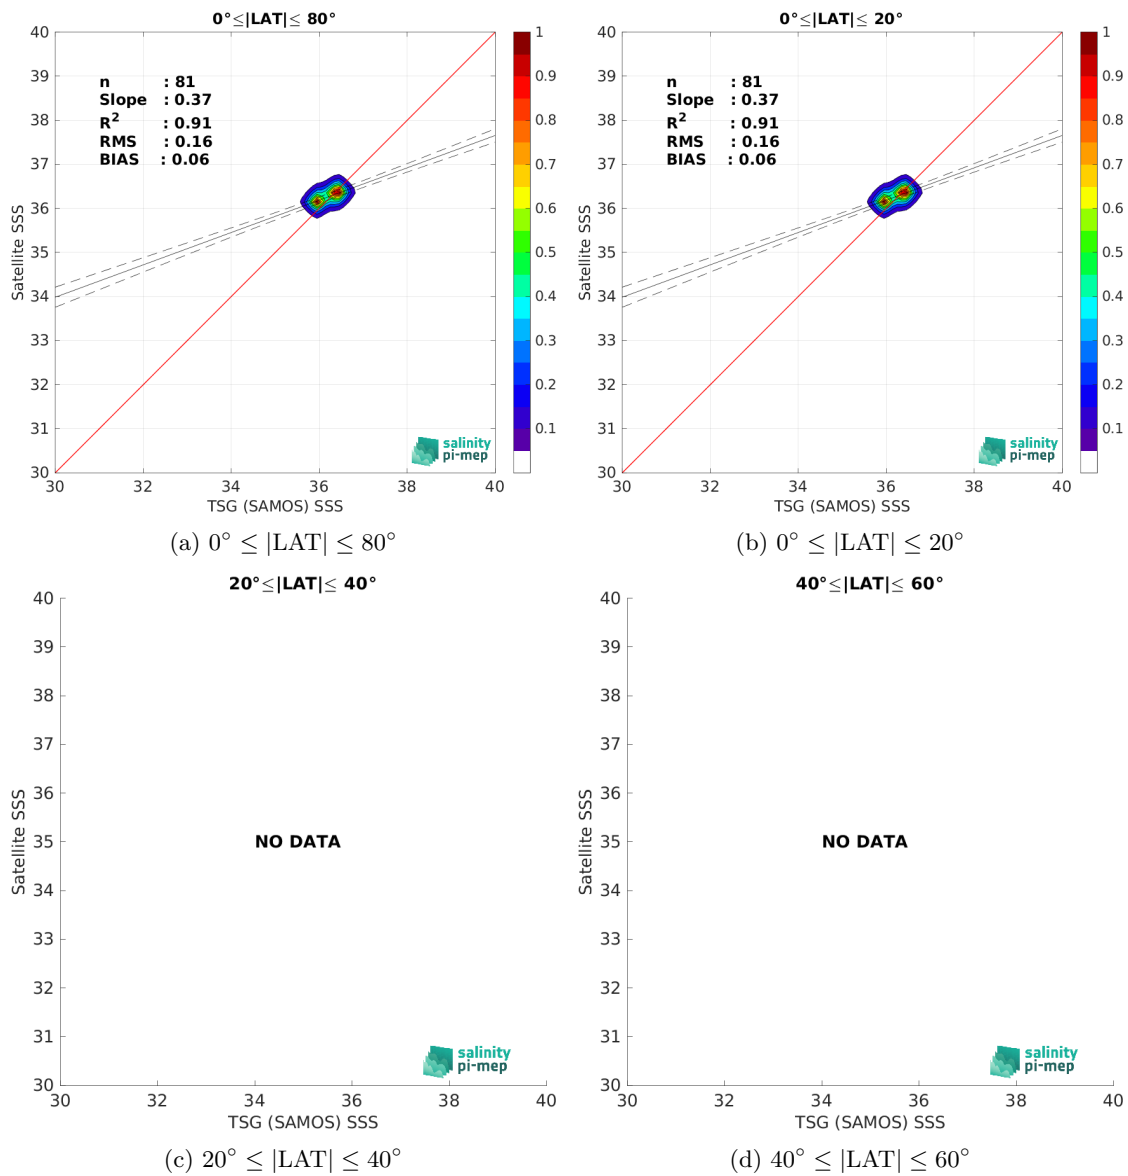 0°≤|LAT|≤ 80°
40
39
38
37
36
35
34
33
32
31
30
Satellite SSS
n : 81
Slope : 0.37
R² : 0.91
RMS : 0.16
BIAS : 0.06
salinity
pi-mep
30 32 34 36 38 40
TSG (SAMOS) SSS
1
0.9
0.8
0.7
0.6
0.5
0.4
0.3
0.2
0.1
(a) 0° ≤ |LAT| ≤ 80°
0°≤|LAT|≤ 20°
40
39
38
37
36
35
34
33
32
31
30
Satellite SSS
n : 81
Slope : 0.37
R² : 0.91
RMS : 0.16
BIAS : 0.06
salinity
pi-mep
30 32 34 36 38 40
TSG (SAMOS) SSS
1
0.9
0.8
0.7
0.6
0.5
0.4
0.3
0.2
0.1
(b) 0° ≤ |LAT| ≤ 20°
20°≤|LAT|≤ 40°
40
39
38
37
36
35
34
33
32
31
30
Satellite SSS
NO DATA
salinity
pi-mep
30 32 34 36 38 40
TSG (SAMOS) SSS
(c) 20° ≤ |LAT| ≤ 40°
40°≤|LAT|≤ 60°
40
39
38
37
36
35
34
33
32
31
30
Satellite SSS
NO DATA
salinity
pi-mep
30 32 34 36 38 40
TSG (SAMOS) SSS
(d) 40° ≤ |LAT| ≤ 60°